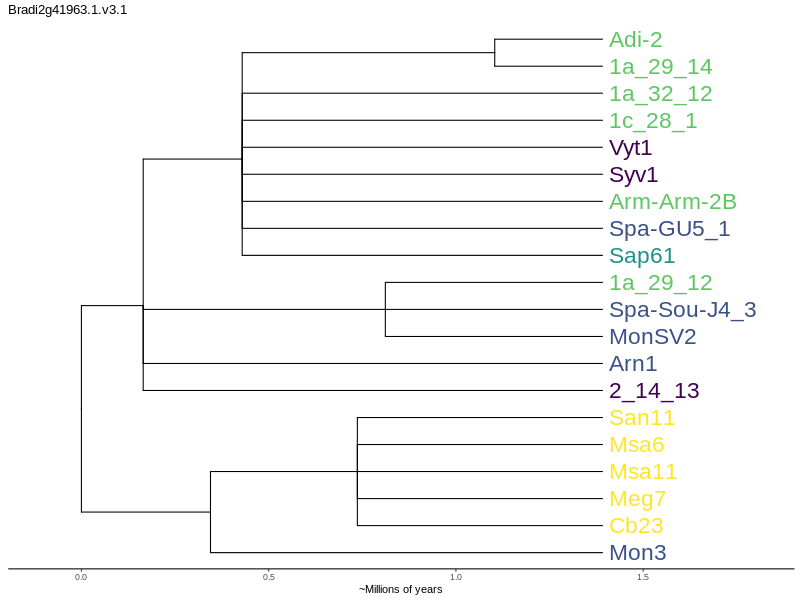 Bradi2g41963.1.v3.1
Adi-2
1a_29_14
1a_32_12
1c_28_1
Vyt1
Syv1
Arm-Arm-2B
Spa-GU5_1
Sap61
1a_29_12
Spa-Sou-J4_3
MonSV2
Arn1
2_14_13
San11
Msa6
Msa11
Meg7
Cb23
Mon3
0.0 0.5 1.0 1.5
~Millions of years